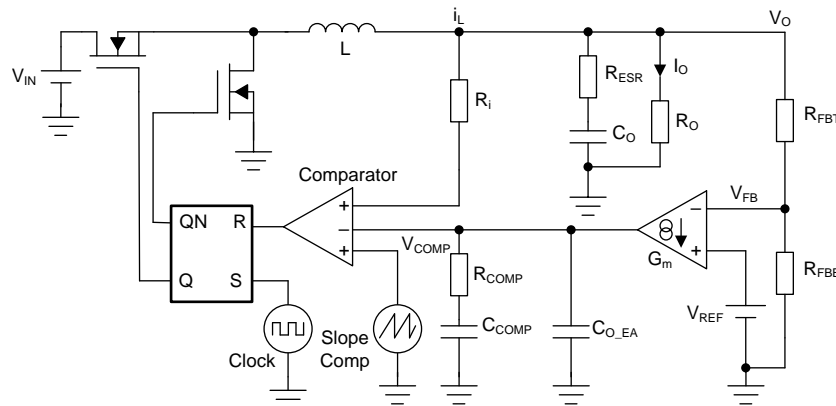 i_L
V_O
L
V_IN
R_ESR
I_O
R_i
R_FBT
C_O
R_O
Comparator
+
QN
R
−
V_FB
−
+
V_COMP
G_m
+
R_FBB
Q
S
R_COMP
V_REF
C_COMP
C_O_EA
Clock
Slope
Comp